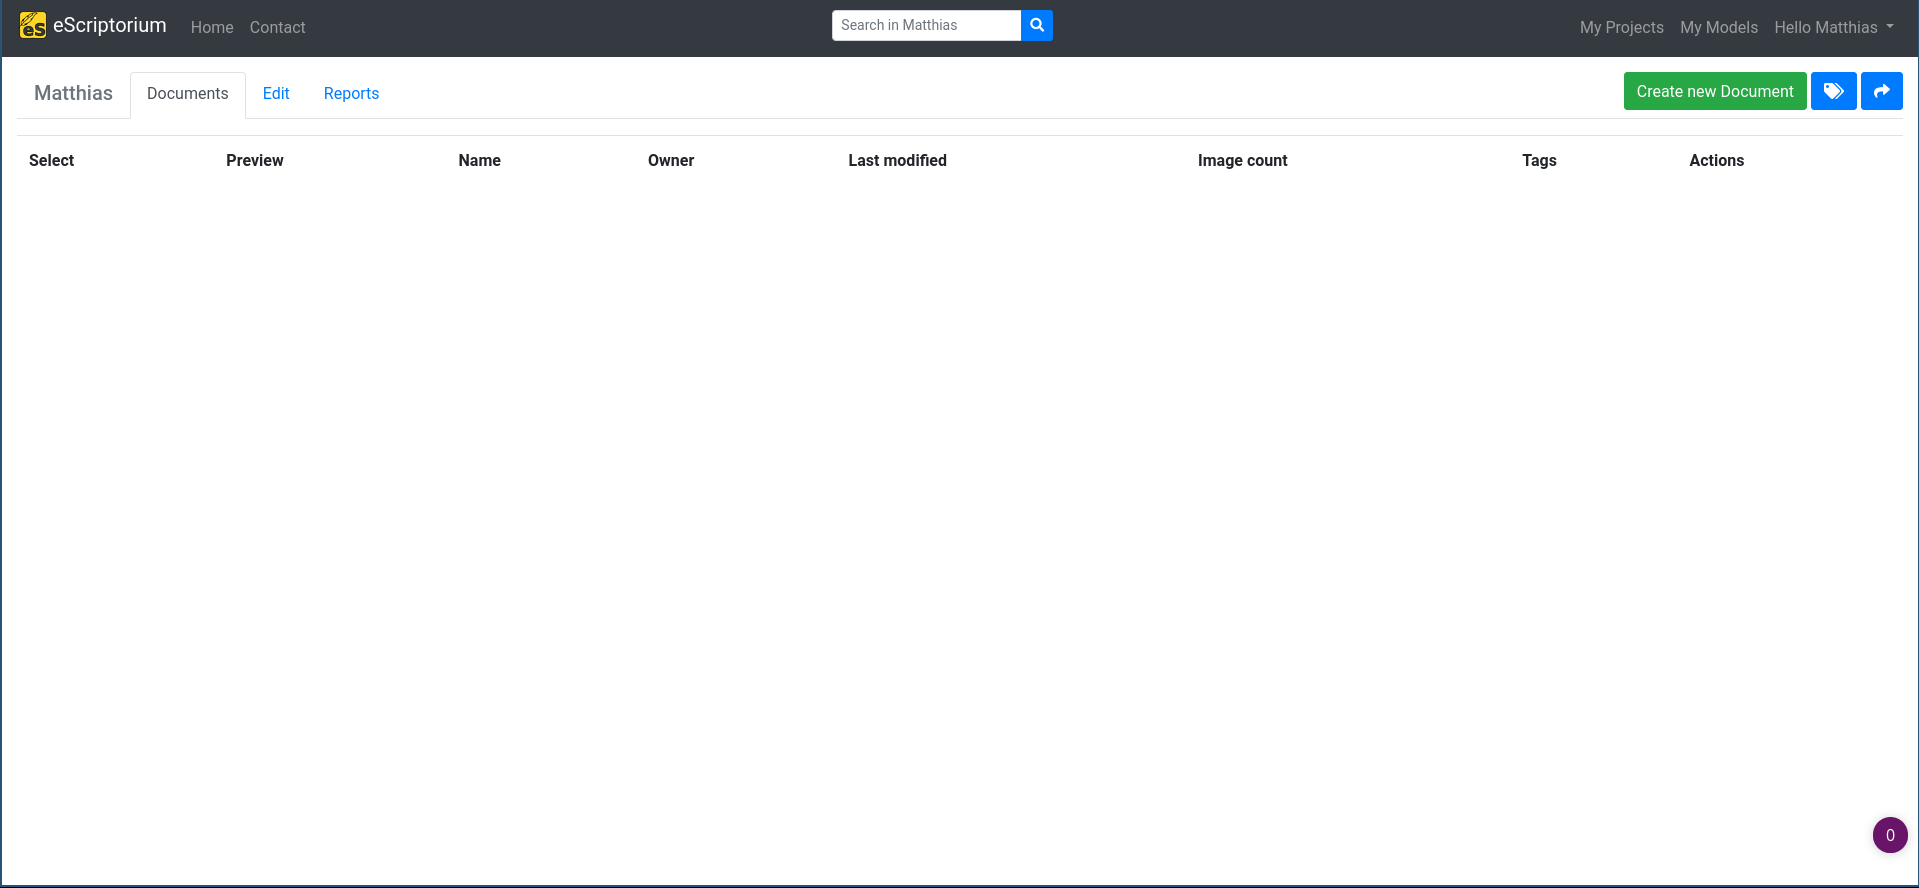 eScriptorium Home Contact Search in Matthias My Projects My Models Hello Matthias
Matthias Documents Edit Reports Create new Document
Select Preview Name Owner Last modified Image count Tags Actions
0